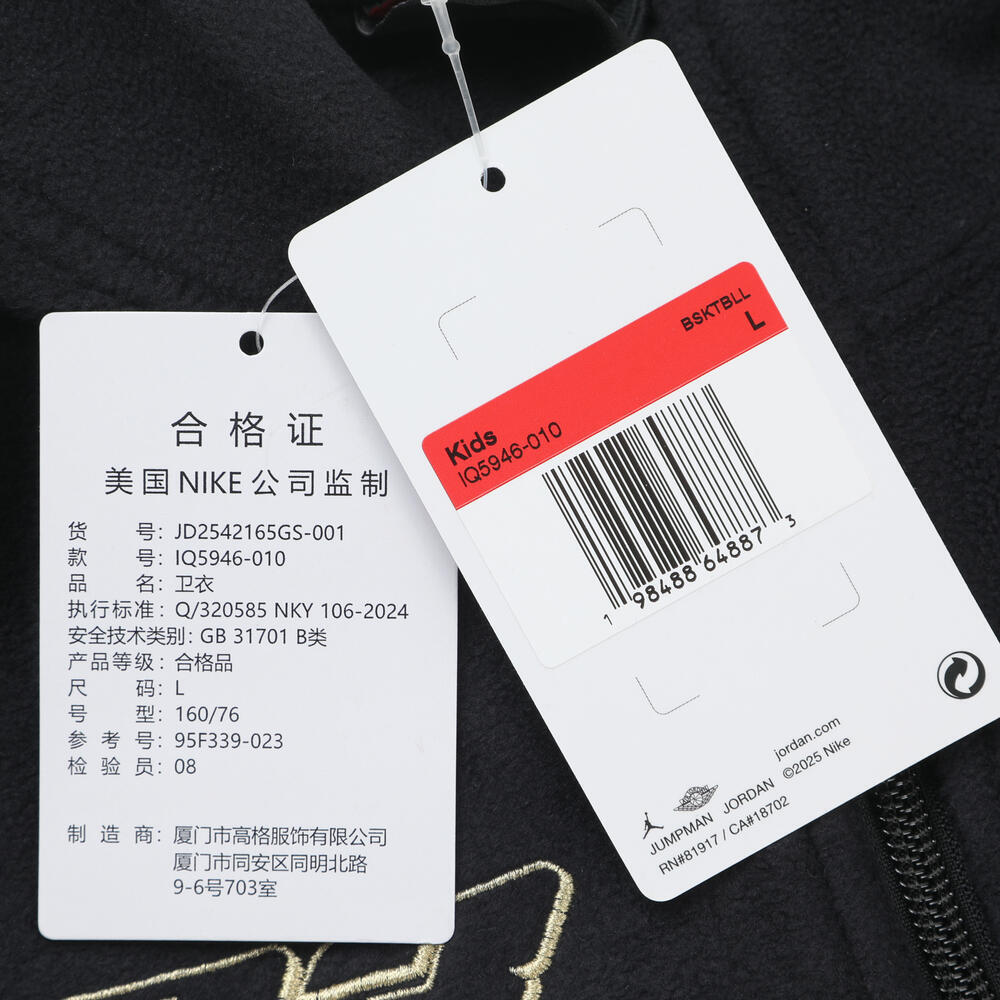 合格证
美国NIKE公司监制
货号: JD2542165GS-001
款号: IQ5946-010
品名: 卫衣
执行标准: Q/320585 NKY 106-2024
安全技术类别: GB 31701 B类
产品等级: 合格品
尺码: L
号型: 160/76
参考号: 95F339-023
检验员: 08
制造商: 厦门市高格服饰有限公司
厦门市同安区同明北路
9-6号703室
BSKTBLL
L
Kids
IQ5946-010
1 98488 64887 3
jordan.com
JUMPMAN JORDAN ©2025 Nike
RN#81917 / CA#18702